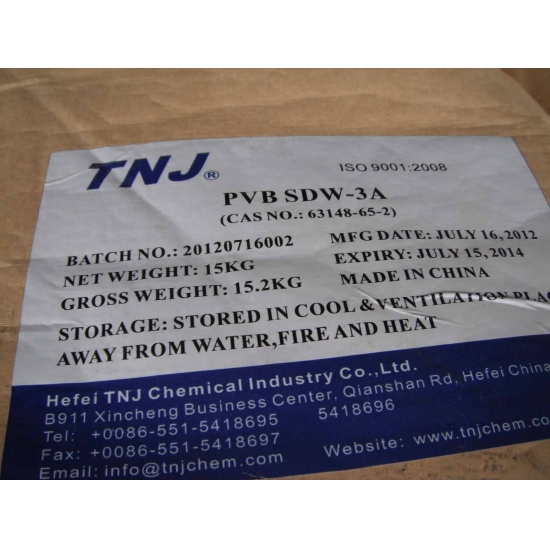 TNJ®
ISO 9001:2008
PVB SDW-3A
(CAS NO.: 63148-65-2)
BATCH NO.: 20120716002
MFG DATE: JULY 16, 2012
NET WEIGHT: 15KG
EXPIRY: JULY 15, 2014
GROSS WEIGHT: 15.2KG
MADE IN CHINA
STORAGE: STORED IN COOL &VENTILATION PLAC
AWAY FROM WATER,FIRE AND HEAT
Hefei TNJ Chemical Industry Co.,Ltd.
B911 Xincheng Business Center, Qianshan Rd, Hefei China
Tel: +0086-551-5418695 5418696
Fax: +0086-551-5418697
Email: info@tnjchem.com
Website: www.tnjchem.com